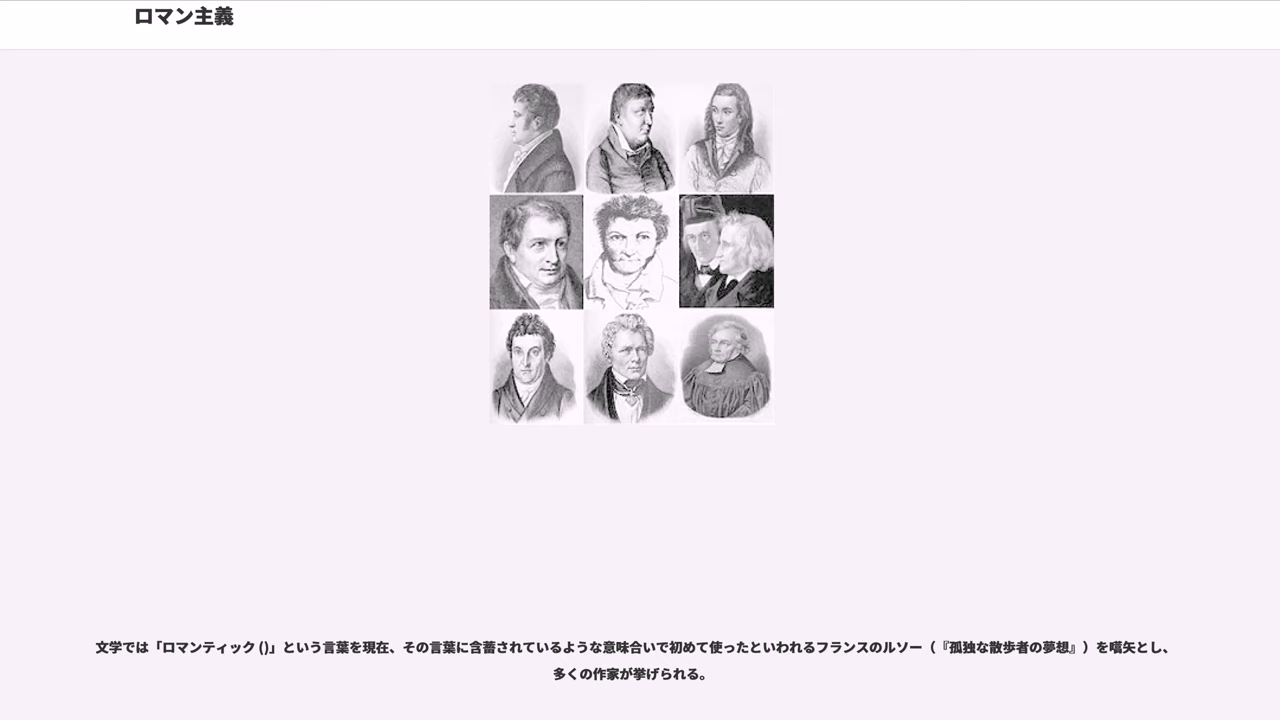 ロマン主義
文学では「ロマンティック ()」という言葉を現在、その言葉に含蓄されているような意味合いで初めて使ったといわれるフランスのルソー（『孤独な散歩者の夢想』）を嚆矢とし、
多くの作家が挙げられる。